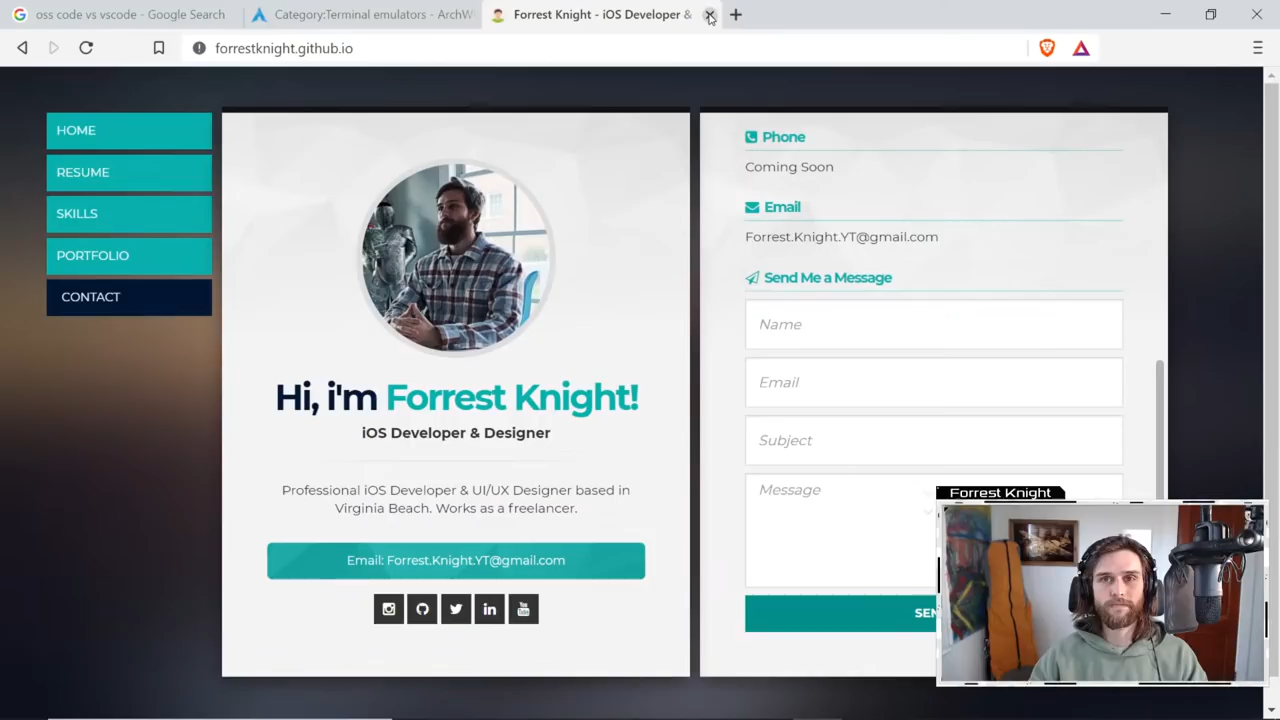 oss code vs vscode - Google Search
Category:Terminal emulators - ArchW
Forrest Knight - iOS Developer &
forrestknight.github.io
HOME
RESUME
SKILLS
PORTFOLIO
CONTACT
Hi, i'm Forrest Knight!
iOS Developer & Designer
Professional iOS Developer & UI/UX Designer based in
Virginia Beach. Works as a freelancer.
Email: Forrest.Knight.YT@gmail.com
Phone
Coming Soon
Email
Forrest.Knight.YT@gmail.com
Send Me a Message
Name
Email
Subject
Message
Forrest Knight